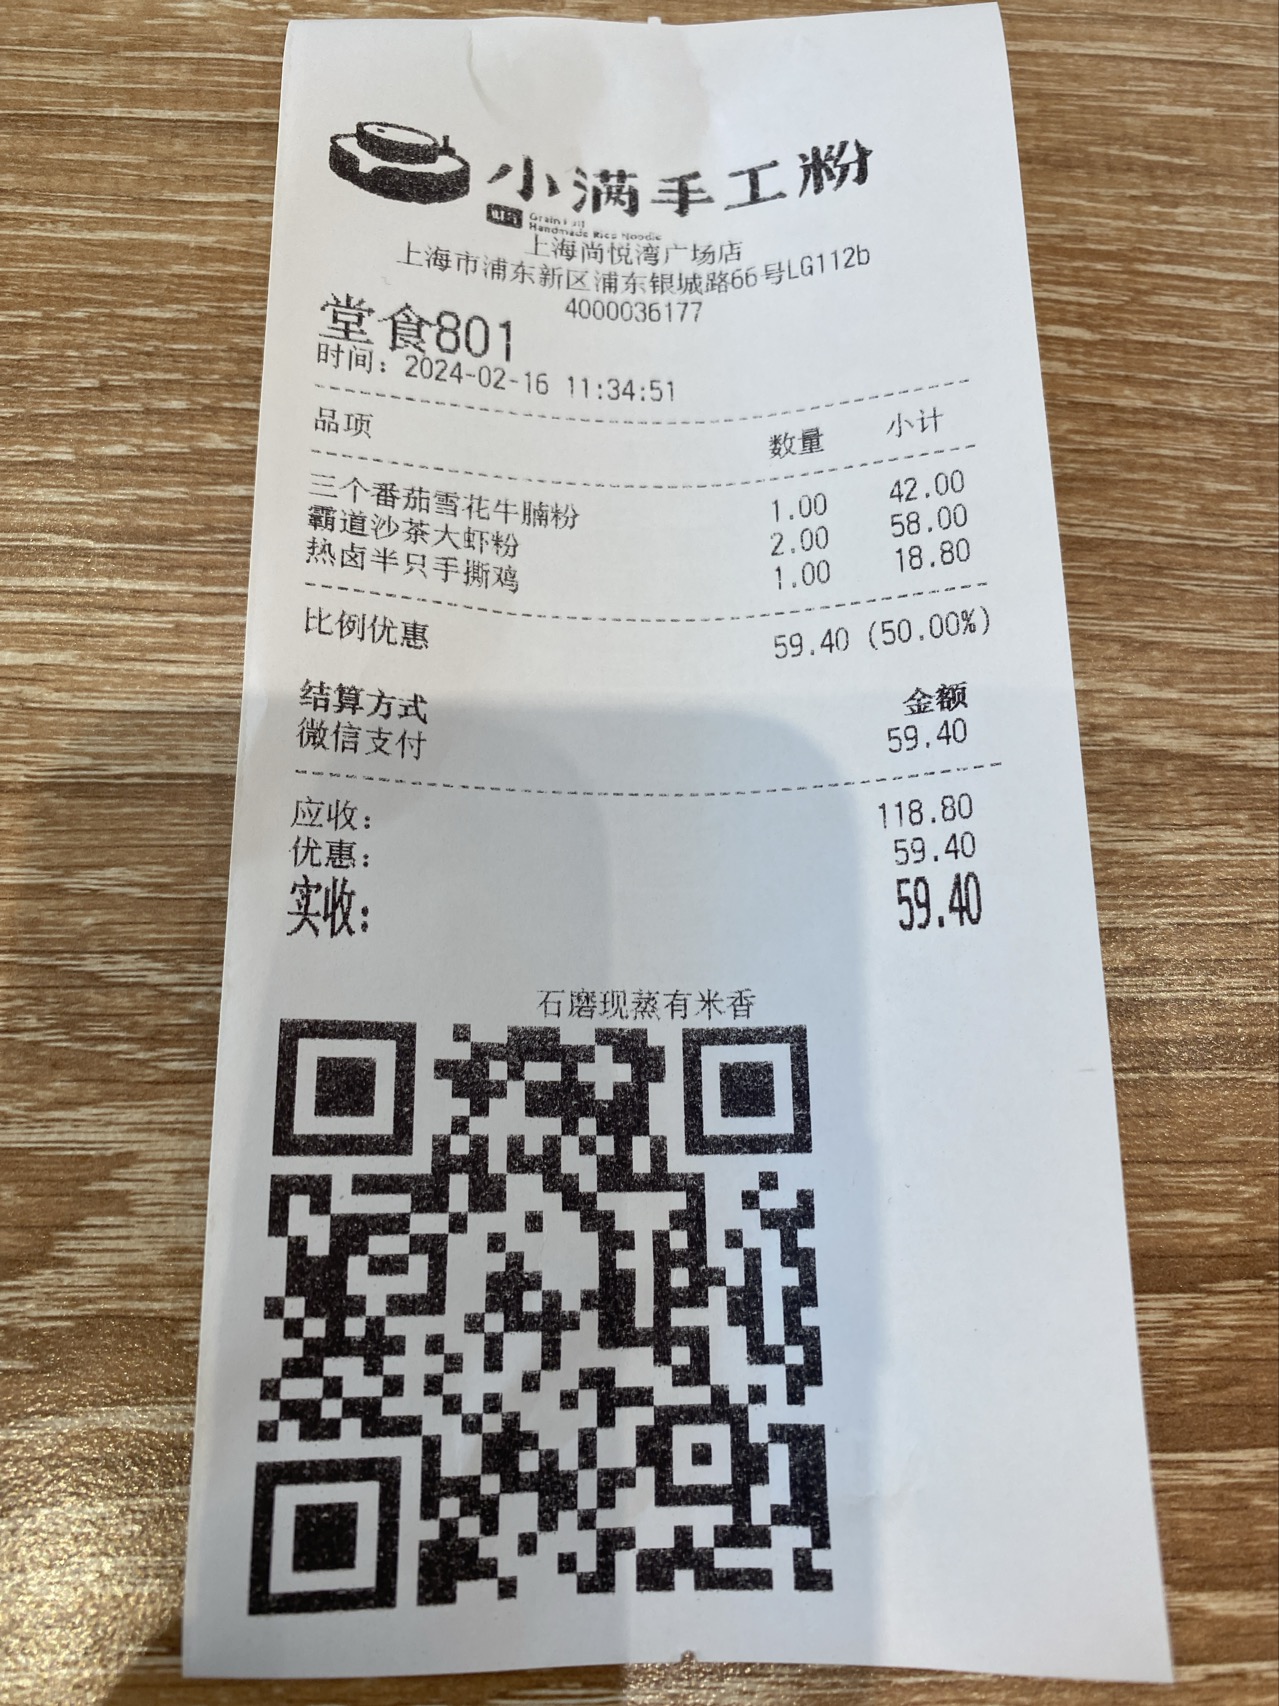 小满手工粉
Grain Full
Handmade Rice Noodle
上海尚悦湾广场店
上海市浦东新区浦东银城路66号LG112b
4000036177
堂食801
时间：2024-02-16 11:34:51
品项 数量 小计
三个番茄雪花牛腩粉 1.00 42.00
霸道沙茶大虾粉 2.00 58.00
热卤半只手撕鸡 1.00 18.80
比例优惠 59.40 (50.00%)
结算方式 金额
微信支付 59.40
应收： 118.80
优惠： 59.40
实收： 59.40
石磨现蒸有米香